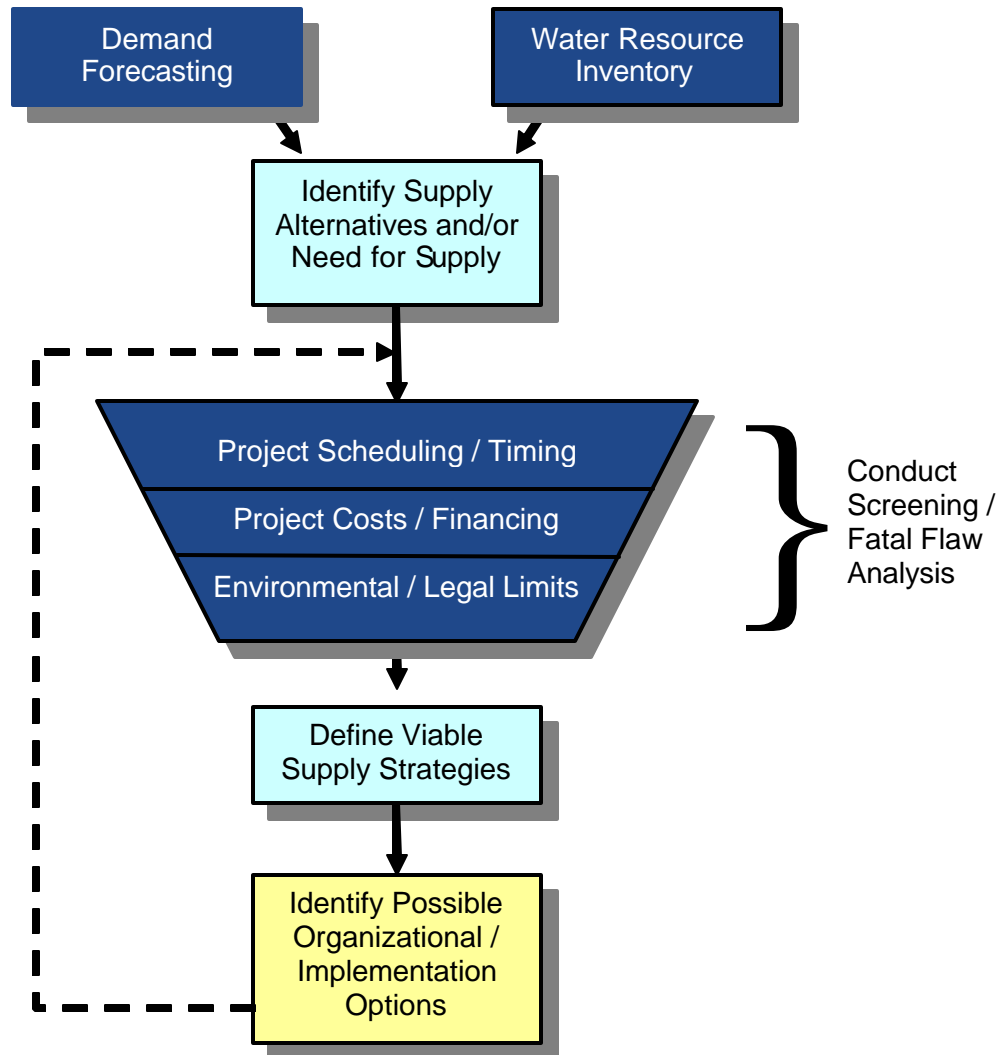 Demand
Forecasting
Water Resource
Inventory
Identify Supply
Alternatives and/or
Need for Supply
Project Scheduling / Timing
Project Costs / Financing
Environmental / Legal Limits
Conduct
Screening /
Fatal Flaw
Analysis
Define Viable
Supply Strategies
Identify Possible
Organizational /
Implementation
Options